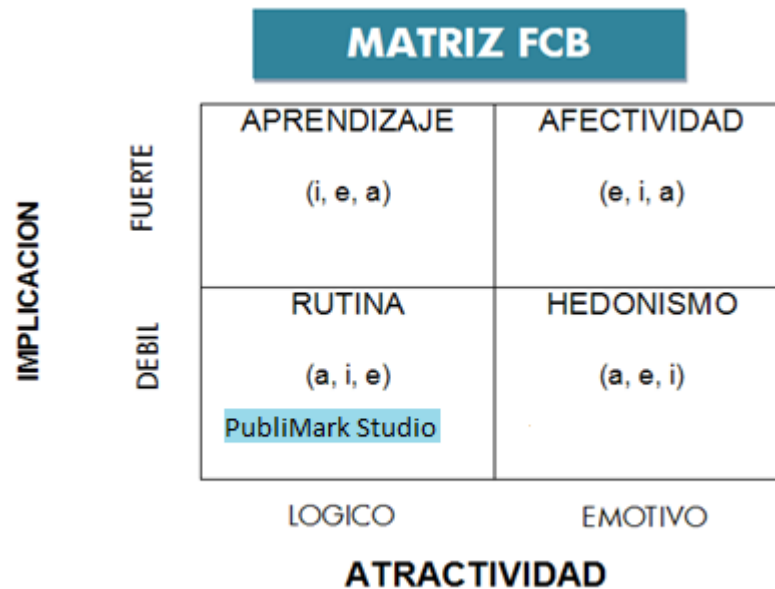 MATRIZ FCB
APRENDIZAJE
AFECTIVIDAD
(i, e, a)
(e, i, a)
FUERTE
IMPLICACION
RUTINA
HEDONISMO
DEBIL
(a, i, e)
(a, e, i)
PubliMark Studio
LOGICO
EMOTIVO
ATRACTIVIDAD